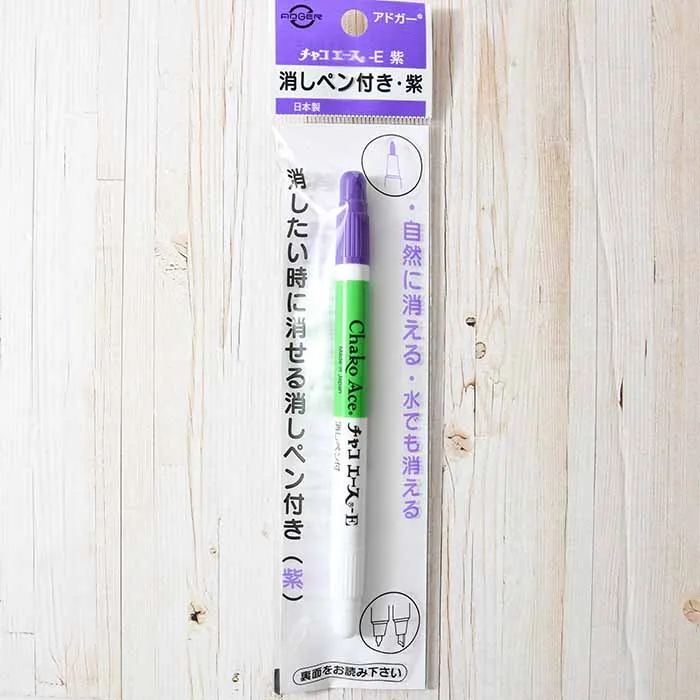 ADGER
アドガー®
チャコ エース®-E 紫
消しペン付き・紫
日本製
消したい時に消せる消しペン付き(紫)
・自然に消える・水でも消える
Chako Ace®
Made in Japan
チャコ エース®-E
消しペン付
裏面をお読み下さい